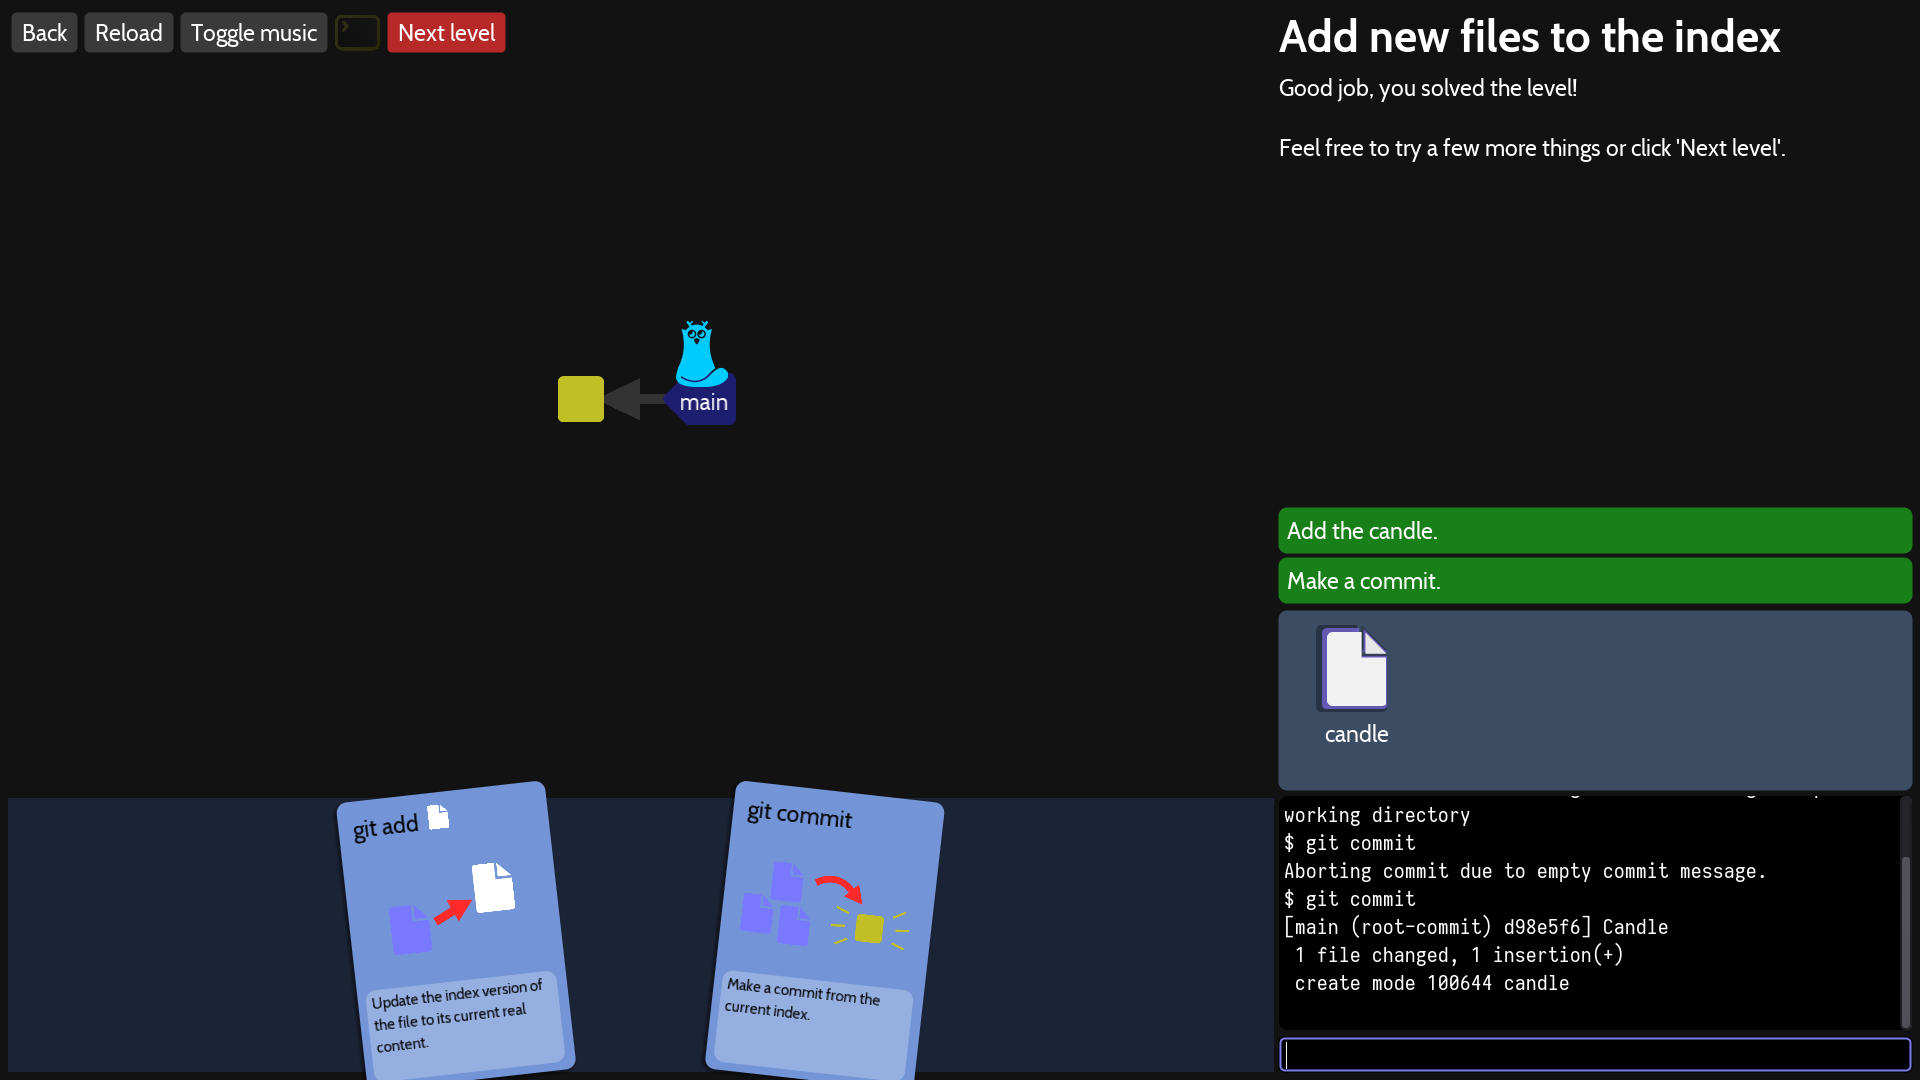 Back
Reload
Toggle music
Next level
Add new files to the index
Good job, you solved the level!
Feel free to try a few more things or click 'Next level'.
main
Add the candle.
Make a commit.
candle
git add
Update the index version of
the file to its current real
content.
git commit
Make a commit from the
current index.
working directory
$ git commit
Aborting commit due to empty commit message.
$ git commit
[main (root-commit) d98e5f6] Candle
1 file changed, 1 insertion(+)
create mode 100644 candle